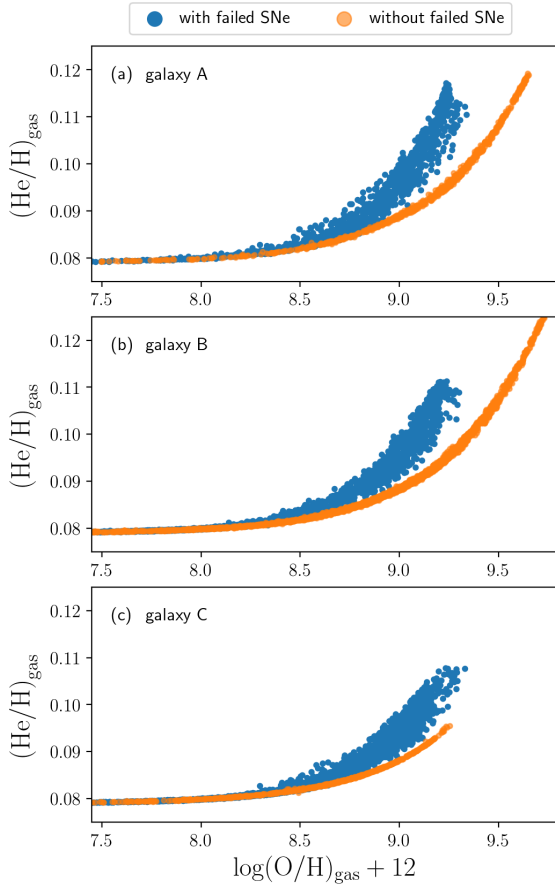 with failed SNe without failed SNe
(a) galaxy A
0.12
0.11
0.10
0.09
0.08
(He/H)gas
7.5 8.0 8.5 9.0 9.5
(b) galaxy B
0.12
0.11
0.10
0.09
0.08
(He/H)gas
7.5 8.0 8.5 9.0 9.5
(c) galaxy C
0.12
0.11
0.10
0.09
0.08
(He/H)gas
7.5 8.0 8.5 9.0 9.5
log(O/H)gas + 12